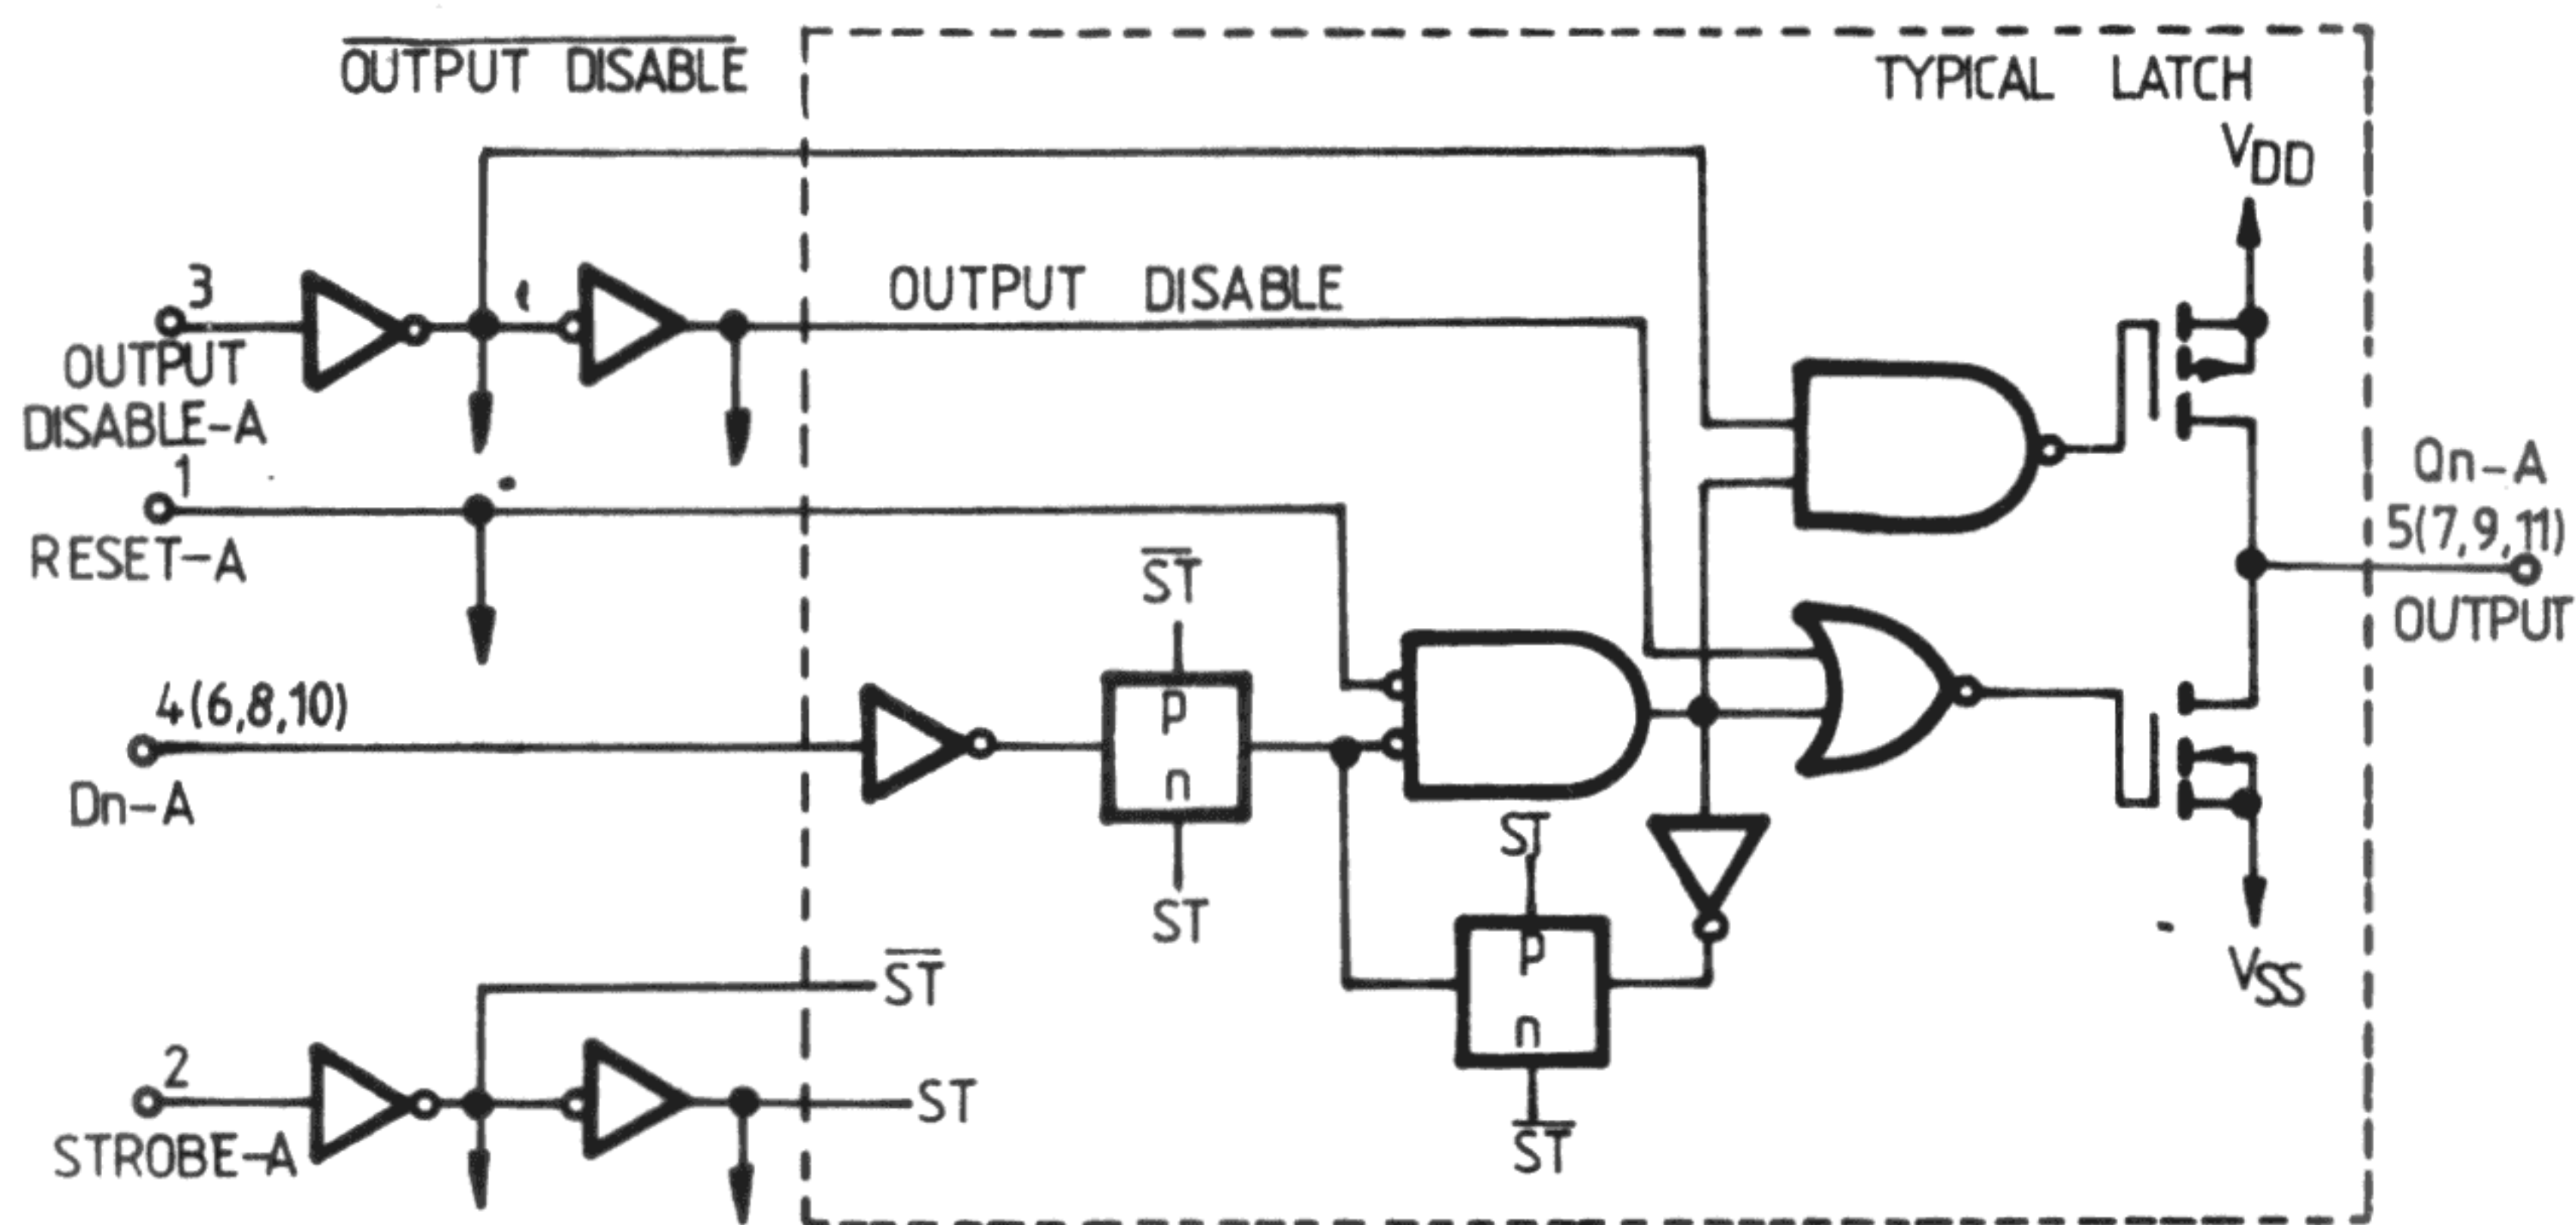 OUTPUT DISABLE
TYPICAL LATCH
VDD
3
OUTPUT DISABLE
OUTPUT
DISABLE-A
1
Qn-A
5(7,9,11)
RESET-A
OUTPUT
ST
p
n
ST
4(6,8,10)
Dn-A
ST
p
n
ST
VSS
ST
2
ST
STROBE-A